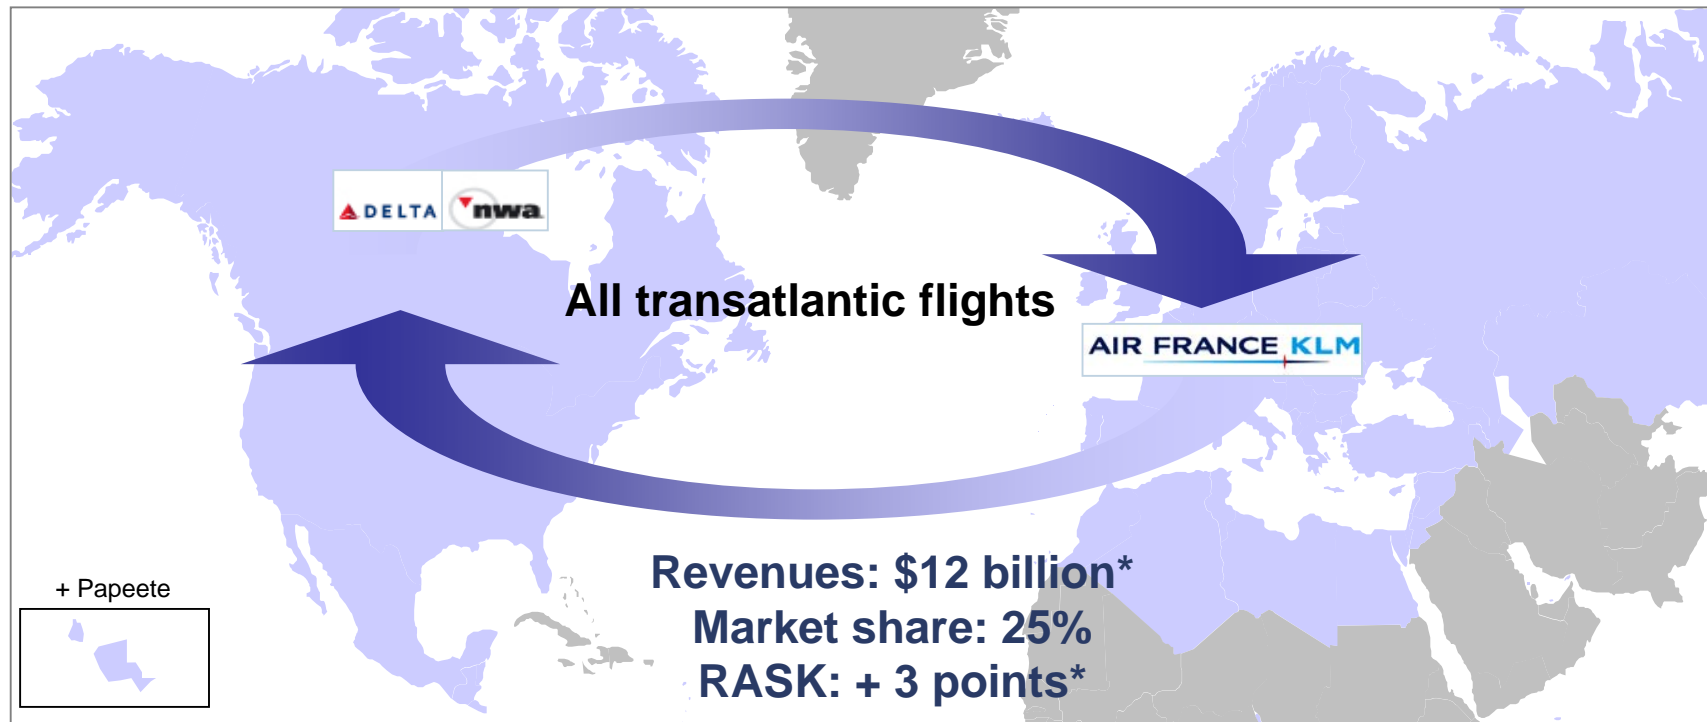 DELTA
nwa
All transatlantic flights
AIR FRANCE KLM
Revenues: $12 billion*
Market share: 25%
RASK: + 3 points*
+ Papeete